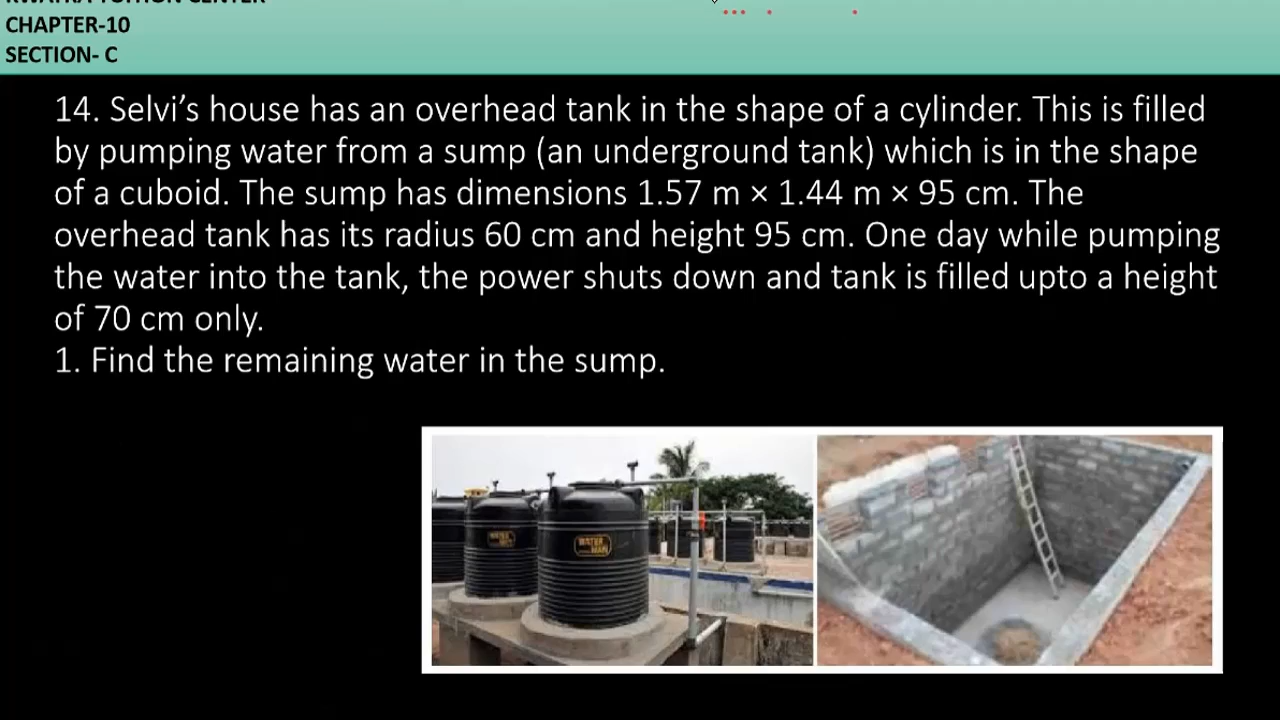 CHAPTER-10
SECTION- C
14. Selvi’s house has an overhead tank in the shape of a cylinder. This is filled
by pumping water from a sump (an underground tank) which is in the shape
of a cuboid. The sump has dimensions 1.57 m × 1.44 m × 95 cm. The
overhead tank has its radius 60 cm and height 95 cm. One day while pumping
the water into the tank, the power shuts down and tank is filled upto a height
of 70 cm only.
1. Find the remaining water in the sump.
WATER
MAN